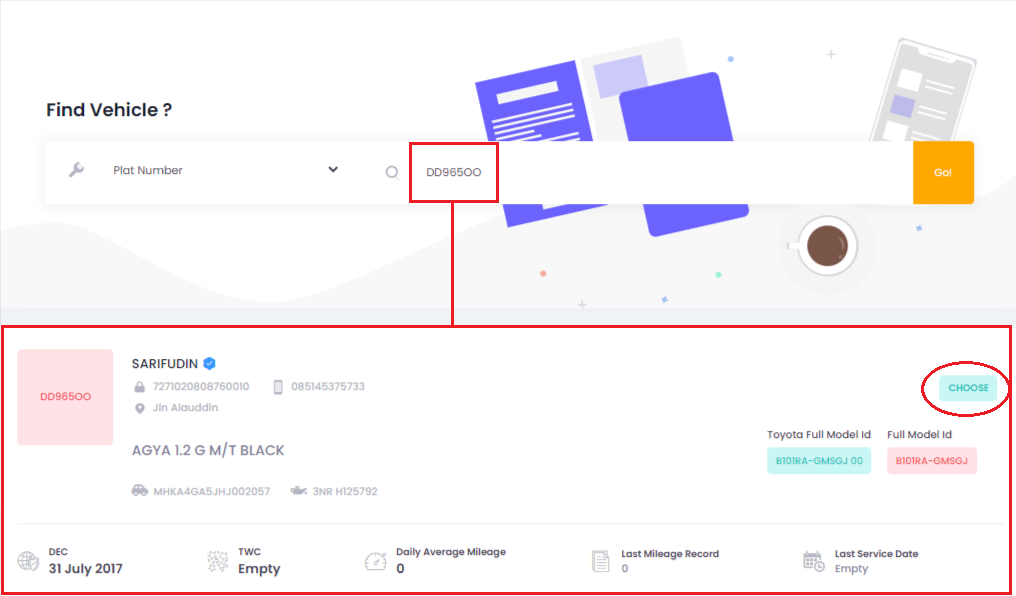 Find Vehicle ?
Plat Number
DD965OO
Go!
DD965OO
SARIFUDIN
7271020808760010 085145375733
Jln Alauddin
AGYA 1.2 G M/T BLACK
MHKA4GA5JHJ002057 3NR H125792
CHOOSE
Toyota Full Model Id Full Model Id
B101RA-GMSGJ 00 B101RA-GMSGJ
DEC
31 July 2017
TWC
Empty
Daily Average Mileage
0
Last Mileage Record
0
Last Service Date
Empty